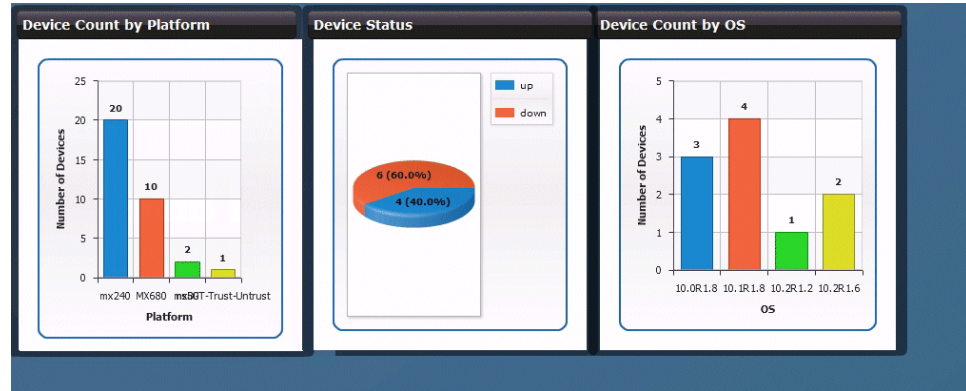 Device Count by Platform
Device Status
Device Count by OS
25
20
15
10
5
0
Number of Devices
20
10
2
1
mx240 MX680
-Trust-Untrust
Platform
up
down
6 (60.0%)
4 (40.0%)
5
4
3
2
1
0
Number of Devices
3
4
1
2
10.0R1.8 10.1R1.8 10.2R1.2 10.2R1.6
OS